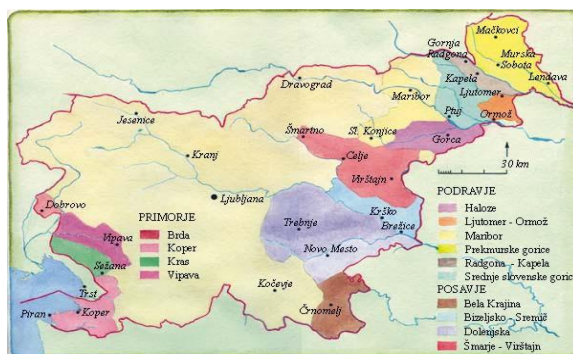 Mačkovci
Gornja
Radgona
Murska
Sobota
Kapela
Lendava
Dravograd
Maribor
Ljutomer
Ptuj
Ormož
Jesenice
Šmartno
Sl. Konjice
Gorca
Kranj
Celje
30 km
Virštajn
Ljubljana
Dobrovo
Krško
Trebnje
Brežice
Vipava
Novo Mesto
Sežana
Kočevje
Trst
Črnomelj
Piran
Koper
PRIMORJE
Brda
Koper
Kras
Vipava
PODRAVJE
Haloze
Ljutomer - Ormož
Maribor
Prekmurske gorice
Radgona - Kapela
Srednje slovenske goric
POSAVJE
Bela Krajina
Bizeljsko - Sremič
Dolenjska
Šmarje - Virštajn